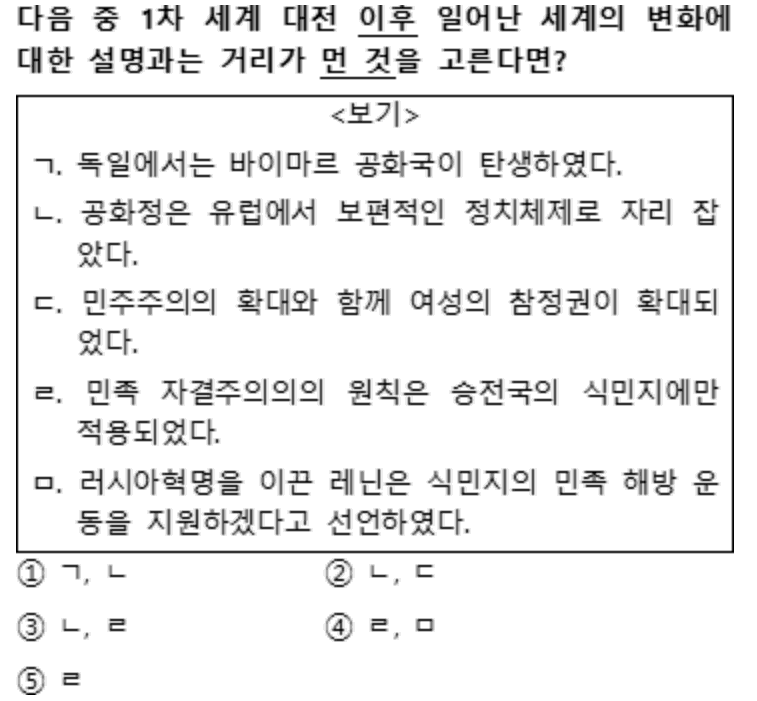 다음 중 1차 세계 대전 이후 일어난 세계의 변화에
대한 설명과는 거리가 먼 것을 고른다면?
<보기>
ㄱ. 독일에서는 바이마르 공화국이 탄생하였다.
ㄴ. 공화정은 유럽에서 보편적인 정치체제로 자리 잡
았다.
ㄷ. 민주주의의 확대와 함께 여성의 참정권이 확대되
었다.
ㄹ. 민족 자결주의의의 원칙은 승전국의 식민지에만
적용되었다.
ㅁ. 러시아혁명을 이끈 레닌은 식민지의 민족 해방 운
동을 지원하겠다고 선언하였다.
① ㄱ, ㄴ ② ㄴ, ㄷ
③ ㄴ, ㄹ ④ ㄹ, ㅁ
⑤ ㄹ